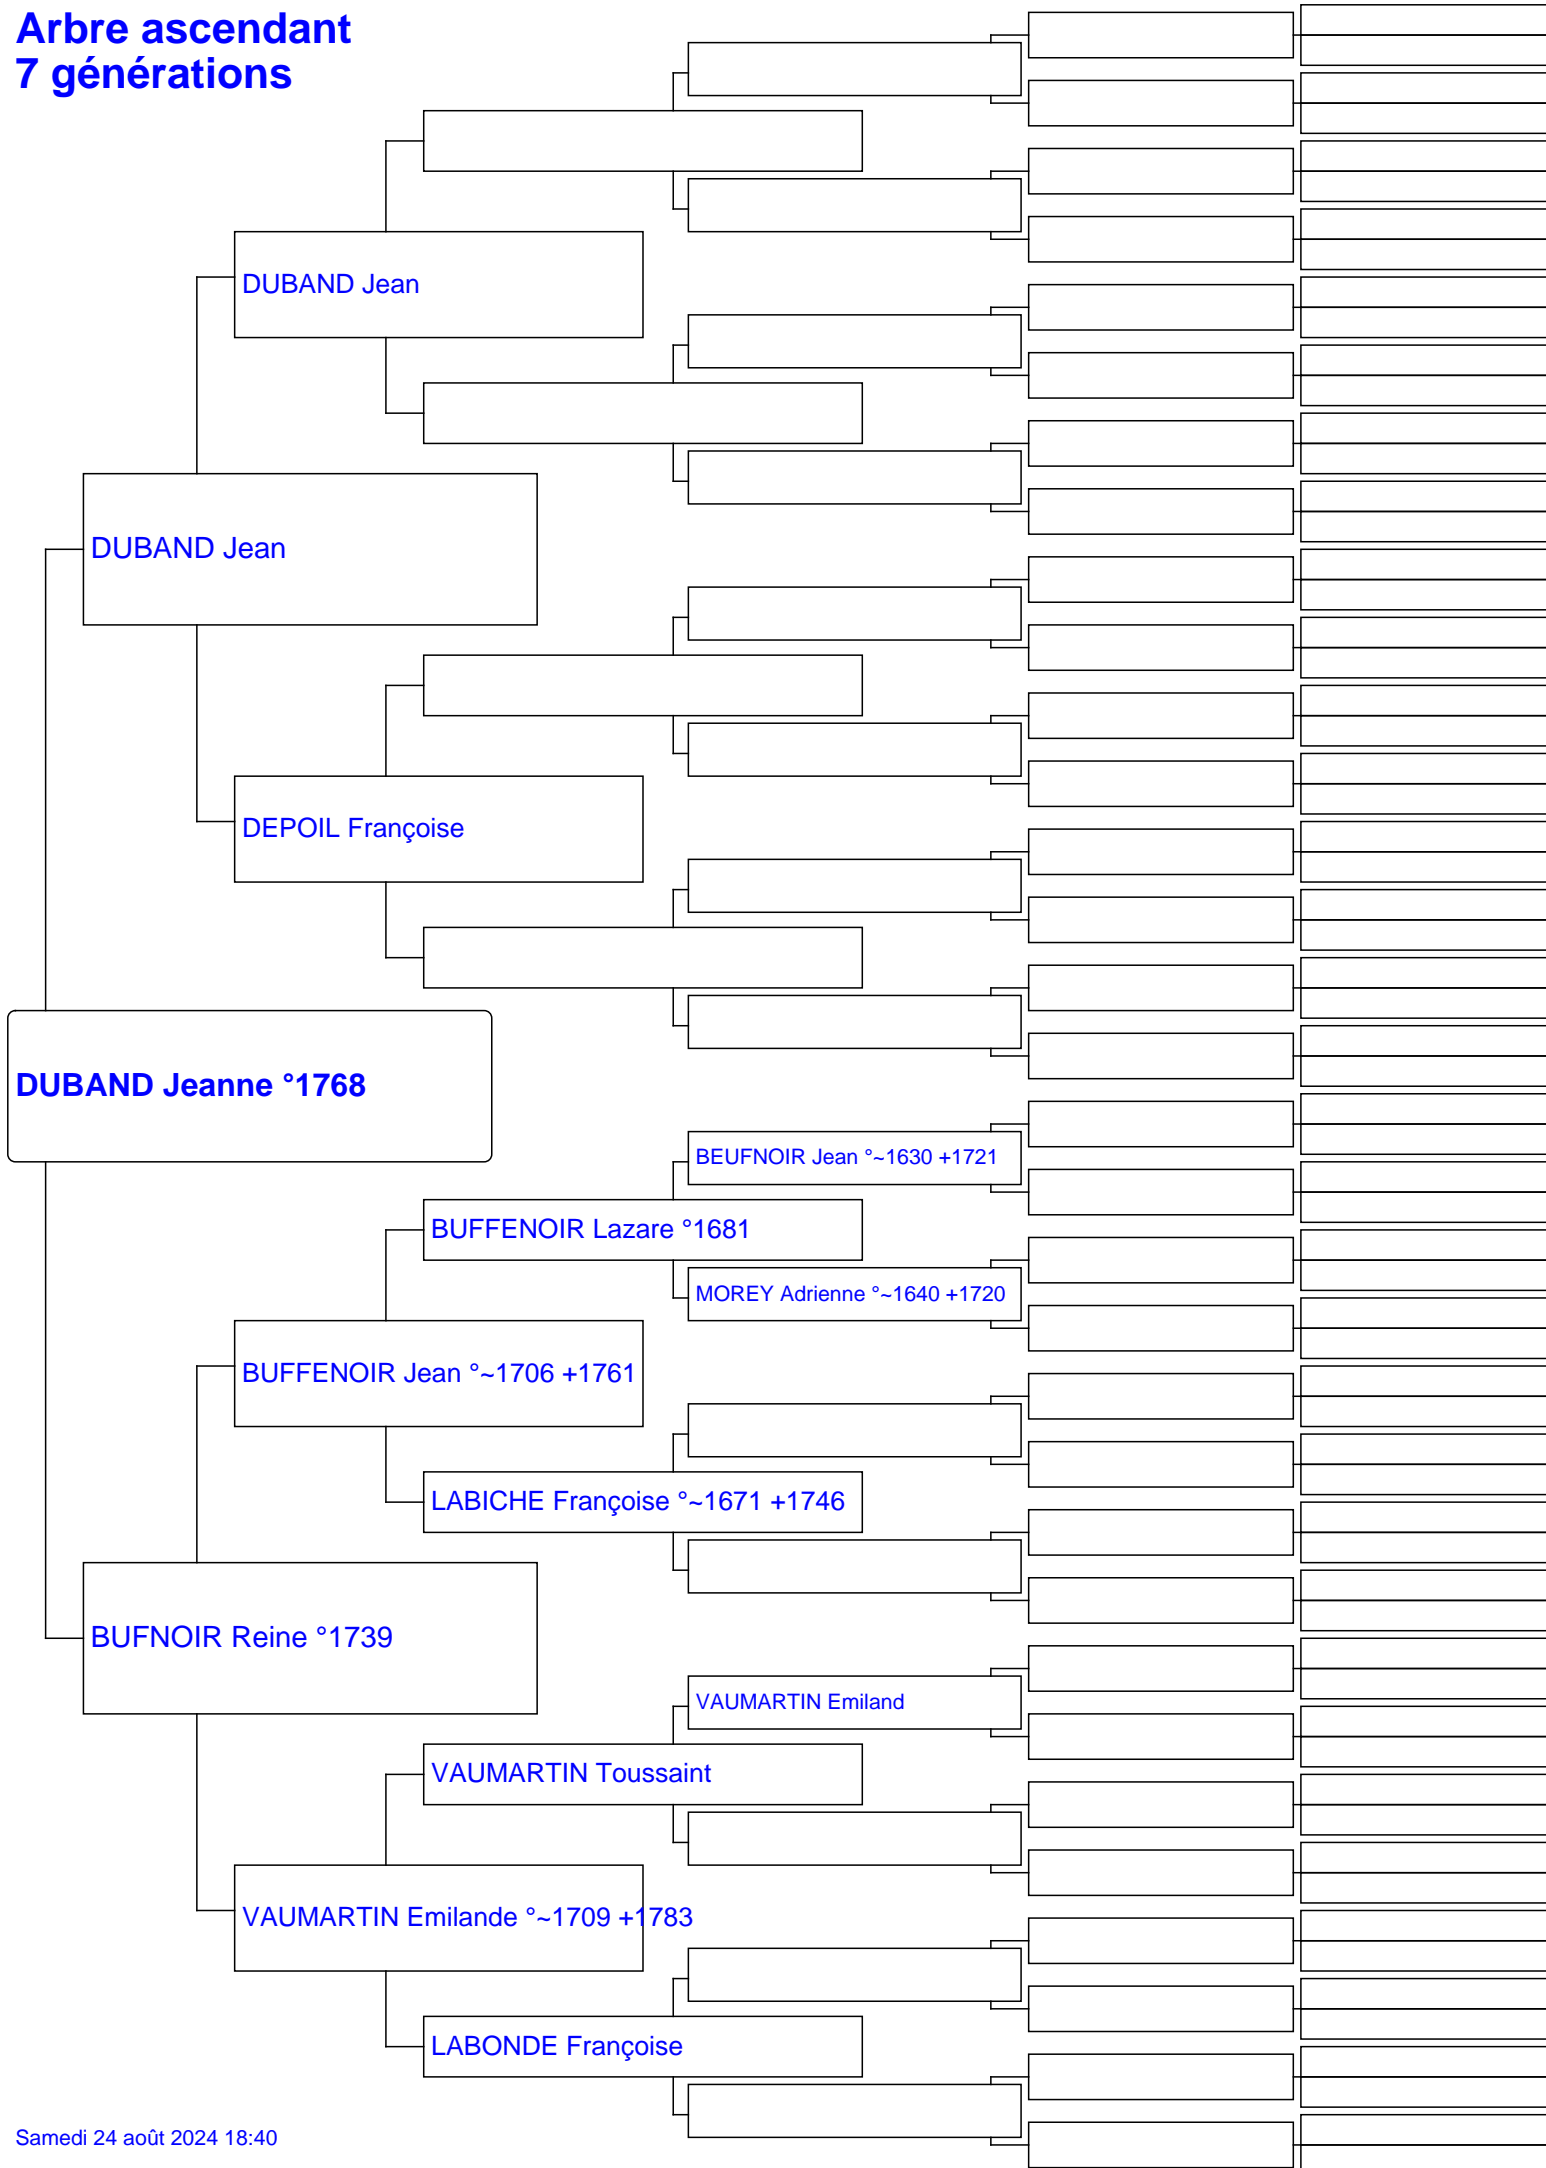 Arbre ascendant
7 générations
DUBAND Jean
DUBAND Jean
DEPOIL Françoise
DUBAND Jeanne °1768
BEUFNOIR Jean °~1630 +1721
BUFFENOIR Lazare °1681
MOREY Adrienne °~1640 +1720
BUFFENOIR Jean °~1706 +1761
LABICHE Françoise °~1671 +1746
BUFNOIR Reine °1739
VAUMARTIN Emiland
VAUMARTIN Toussaint
VAUMARTIN Emilande °~1709 +1783
LABONDE Françoise
Samedi 24 août 2024 18:40